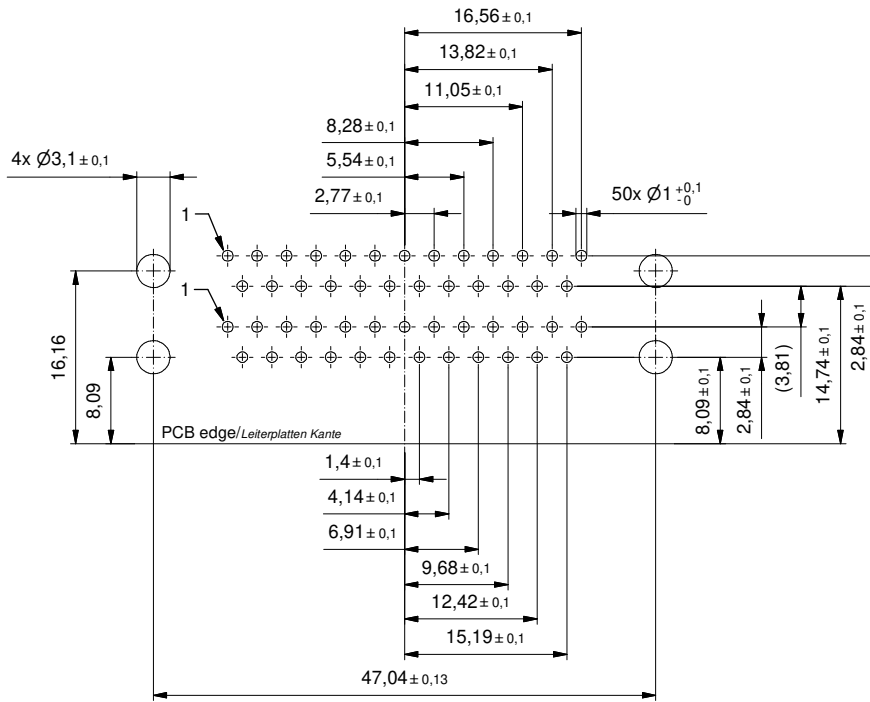 16,56 ± 0,1
13,82 ± 0,1
11,05 ± 0,1
8,28 ± 0,1
5,54 ± 0,1
2,77 ± 0,1
4x Ø3,1 ± 0,1
50x Ø1 +0,1 -0
1
1
16,16
8,09
8,09 ± 0,1
2,84 ± 0,1
(3,81)
14,74 ± 0,1
2,84 ± 0,1
PCB edge/Leiterplatten Kante
1,4 ± 0,1
4,14 ± 0,1
6,91 ± 0,1
9,68 ± 0,1
12,42 ± 0,1
15,19 ± 0,1
47,04 ± 0,13